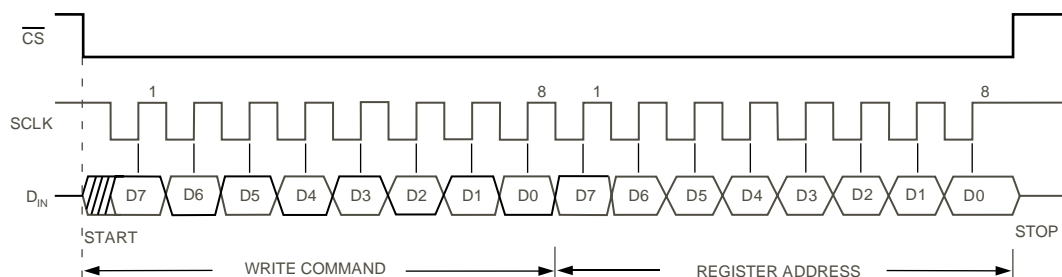 CS
1 8 1 8
SCLK
DIN D7 D6 D5 D4 D3 D2 D1 D0 D7 D6 D5 D4 D3 D2 D1 D0
START STOP
WRITE COMMAND REGISTER ADDRESS